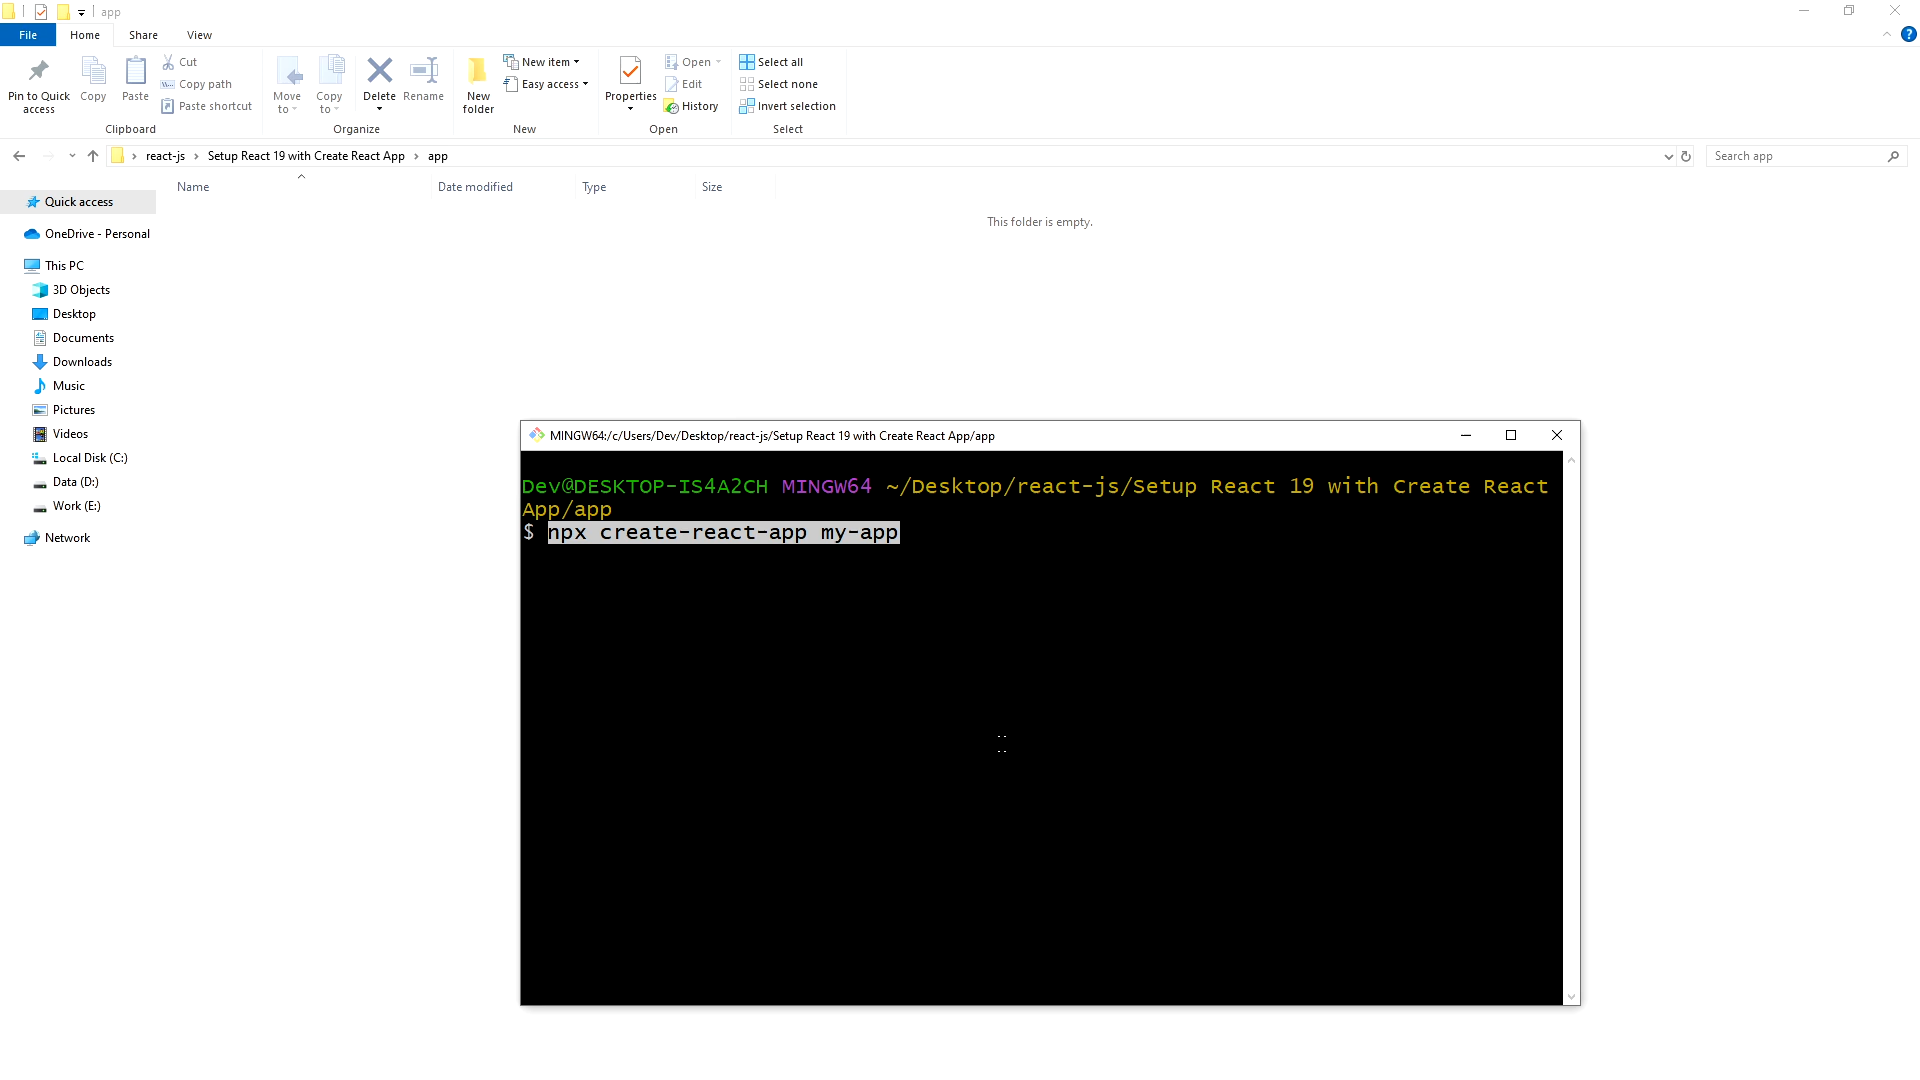 app
File Home Share View
Pin to Quick access
Copy
Paste
Cut
Copy path
Paste shortcut
Clipboard
Move to
Copy to
Delete
Rename
Organize
New folder
New item
Easy access
New
Properties
Open
Edit
History
Open
Select all
Select none
Invert selection
Select
react-js › Setup React 19 with Create React App › app
Search app
Name Date modified Type Size
This folder is empty.
Quick access
OneDrive - Personal
This PC
3D Objects
Desktop
Documents
Downloads
Music
Pictures
Videos
Local Disk (C:)
Data (D:)
Work (E:)
Network
MINGW64:/c/Users/Dev/Desktop/react-js/Setup React 19 with Create React App/app
Dev@DESKTOP-IS4A2CH MINGW64 ~/Desktop/react-js/Setup React 19 with Create React
App/app
$ npx create-react-app my-app